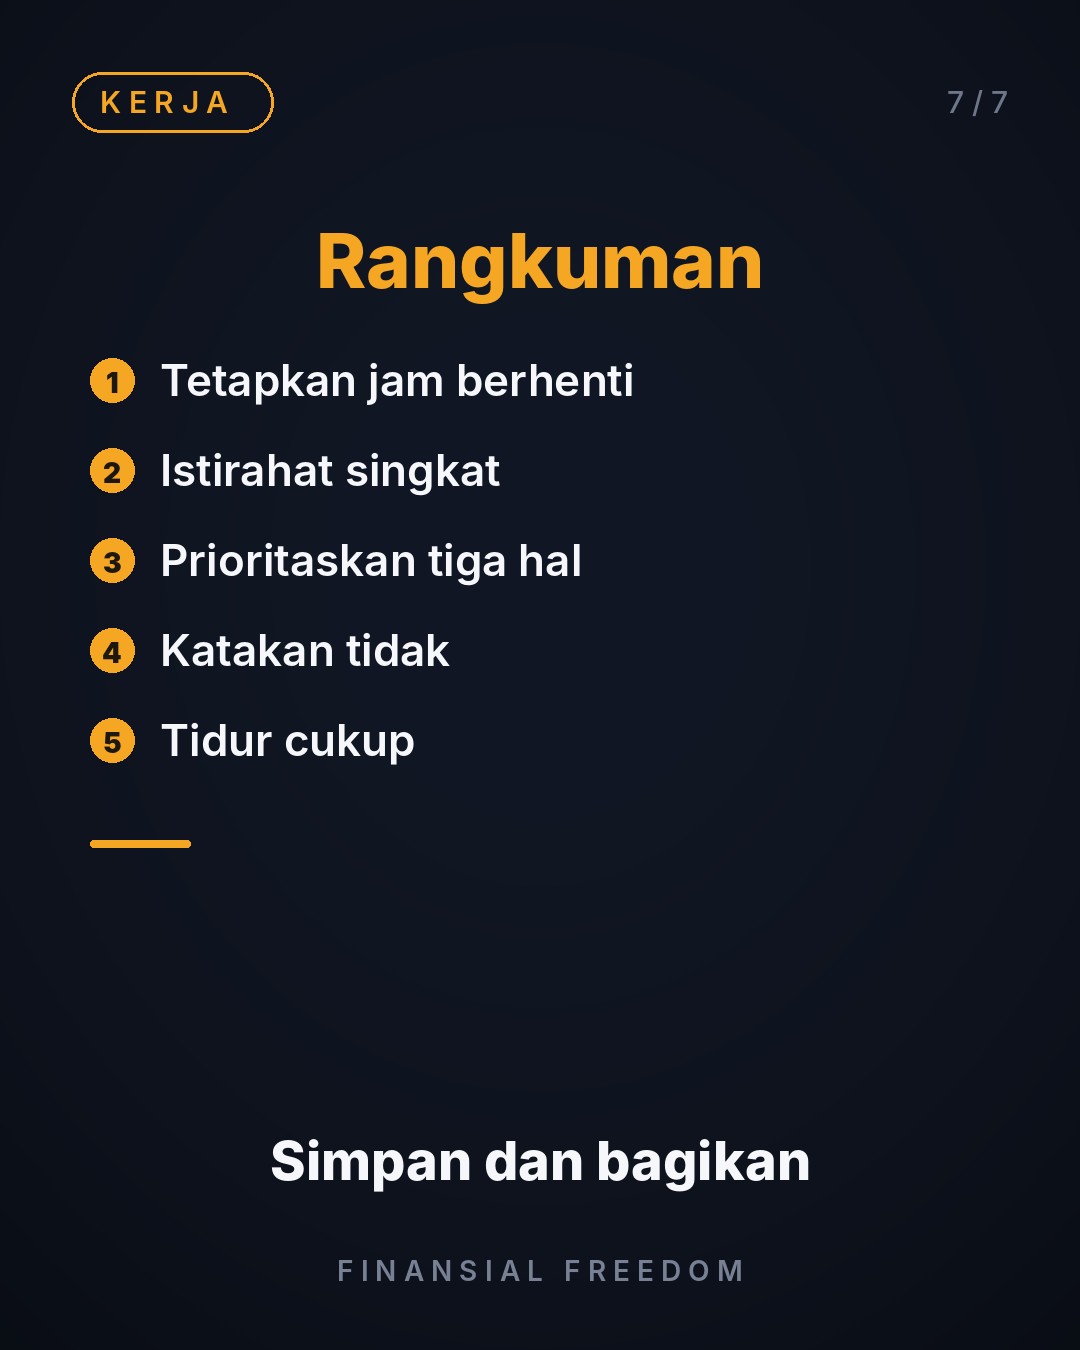 KERJA
7/7
Rangkuman
1 Tetapkan jam berhenti
2 Istirahat singkat
3 Prioritaskan tiga hal
4 Katakan tidak
5 Tidur cukup
Simpan dan bagikan
FINANSIAL FREEDOM